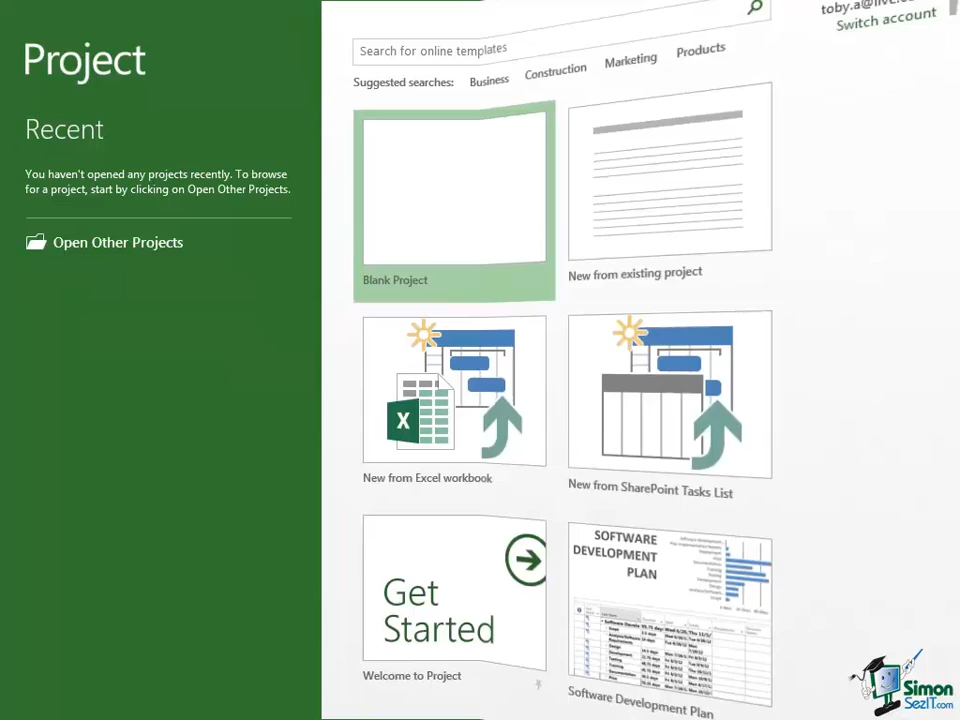 Project
Recent
You haven't opened any projects recently. To browse
for a project, start by clicking on Open Other Projects.
Open Other Projects
Switch account
Search for online templates
Suggested searches: Business Construction Marketing Products
Blank Project
New from existing project
X
New from Excel workbook
New from SharePoint Tasks List
Get
Started
Welcome to Project
SOFTWARE
DEVELOPMENT
PLAN
Software Development Plan
Simon
SezIT.com